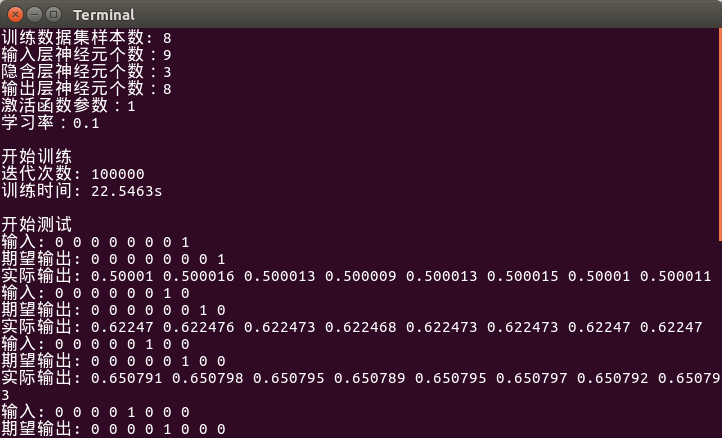 Terminal
训练数据集样本数: 8
输入层神经元个数：9
隐含层神经元个数：3
输出层神经元个数：8
激活函数参数：1
学习率：0.1
开始训练
迭代次数: 100000
训练时间: 22.5463s
开始测试
输入: 0 0 0 0 0 0 0 1
期望输出: 0 0 0 0 0 0 0 1
实际输出: 0.50001 0.500016 0.500013 0.500009 0.500013 0.500015 0.50001 0.500011
输入: 0 0 0 0 0 0 1 0
期望输出: 0 0 0 0 0 0 1 0
实际输出: 0.62247 0.622476 0.622473 0.622468 0.622473 0.622473 0.62247 0.62247
输入: 0 0 0 0 0 1 0 0
期望输出: 0 0 0 0 0 1 0 0
实际输出: 0.650791 0.650798 0.650795 0.650789 0.650795 0.650797 0.650792 0.65079
3
输入: 0 0 0 0 1 0 0 0
期望输出: 0 0 0 0 1 0 0 0